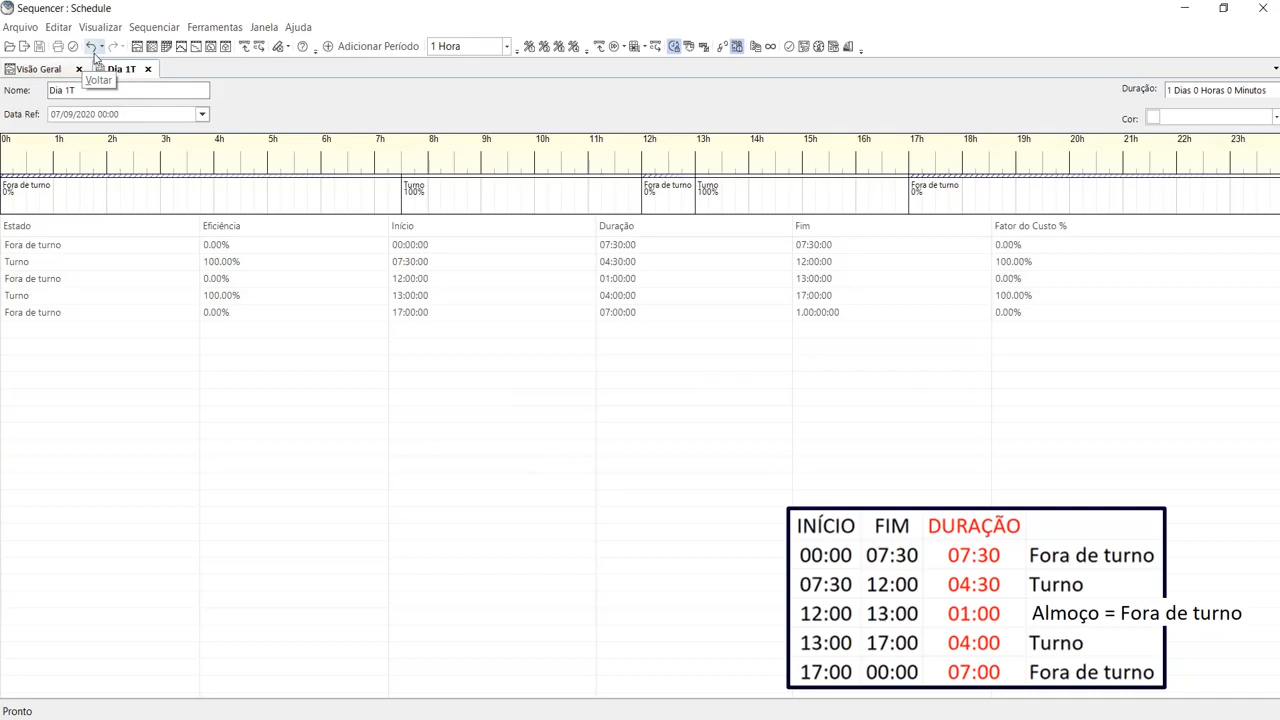 Sequencer : Schedule
Arquivo Editar Visualizar Sequenciar Ferramentas Janela Ajuda
Adicionar Período 1 Hora
Visão Geral Dia 1T
Voltar
Nome: Dia 1T Duração: 1 Dias 0 Horas 0 Minutos
Data Ref: 07/09/2020 00:00 Cor:
0h 1h 2h 3h 4h 5h 6h 7h 8h 9h 10h 11h 12h 13h 14h 15h 16h 17h 18h 19h 20h 21h 22h 23h
Fora de turno Turno Fora de turno Turno Fora de turno
0% 100% 0% 100% 0%
Estado Eficiência Início Duração Fim Fator do Custo %
Fora de turno 0.00% 00:00:00 07:30:00 07:30:00 0.00%
Turno 100.00% 07:30:00 04:30:00 12:00:00 100.00%
Fora de turno 0.00% 12:00:00 01:00:00 13:00:00 0.00%
Turno 100.00% 13:00:00 04:00:00 17:00:00 100.00%
Fora de turno 0.00% 17:00:00 07:00:00 1.00:00:00 0.00%
INÍCIO FIM DURAÇÃO
00:00 07:30 07:30 Fora de turno
07:30 12:00 04:30 Turno
12:00 13:00 01:00 Almoço = Fora de turno
13:00 17:00 04:00 Turno
17:00 00:00 07:00 Fora de turno
Pronto